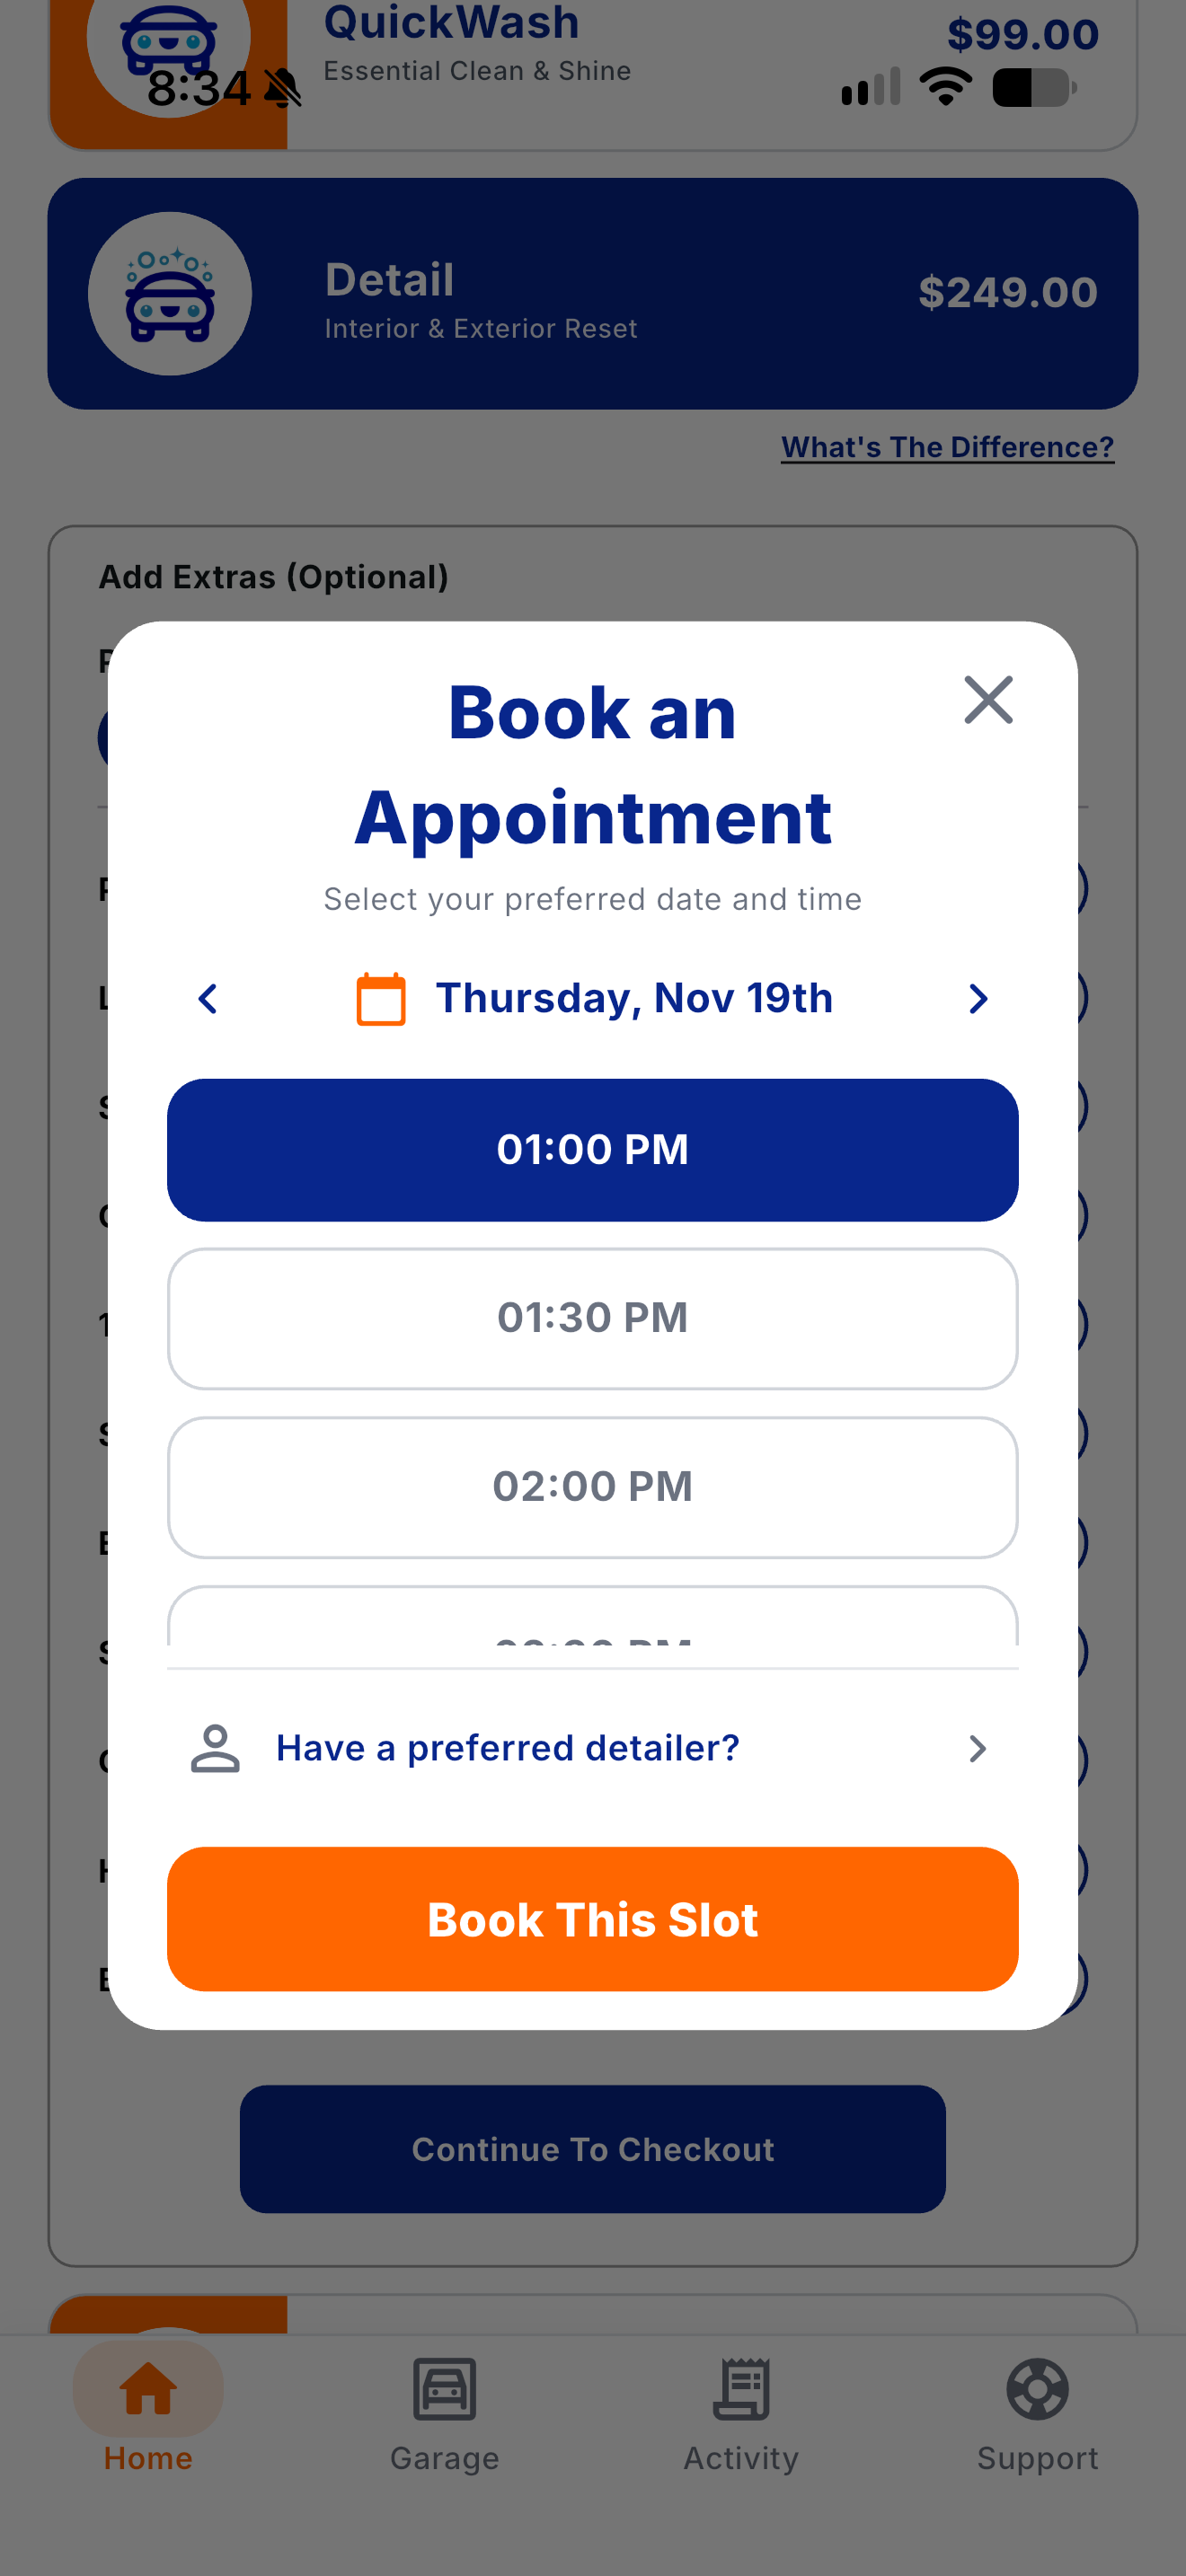 QuickWash
$99.00
Essential Clean & Shine
8:34
Detail
$249.00
Interior & Exterior Reset
What's The Difference?
Add Extras (Optional)
Book an
Appointment
Select your preferred date and time
Thursday, Nov 19th
01:00 PM
01:30 PM
02:00 PM
Have a preferred detailer?
Book This Slot
Continue To Checkout
Home
Garage
Activity
Support